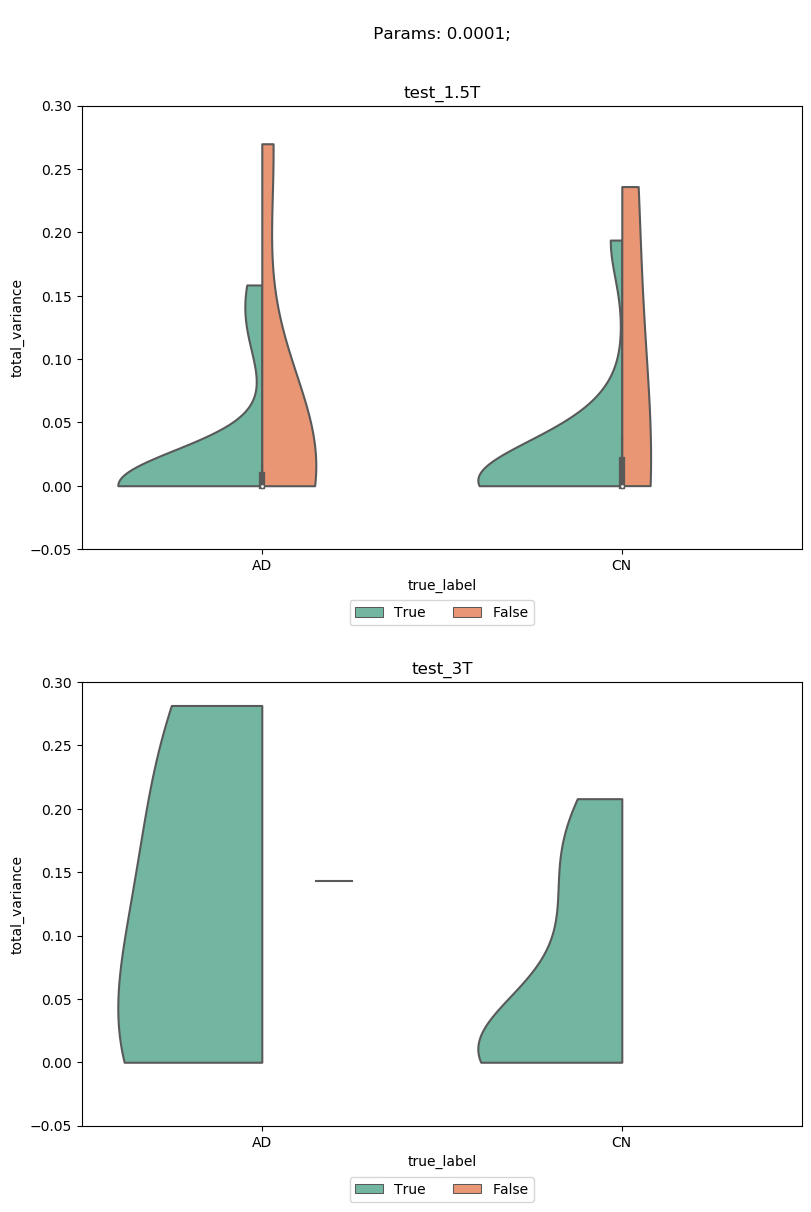 Params: 0.0001;
test_1.5T
0.30
0.25
0.20
0.15
0.10
0.05
0.00
−0.05
total_variance
AD CN
true_label
True False
test_3T
0.30
0.25
0.20
0.15
0.10
0.05
0.00
−0.05
total_variance
AD CN
true_label
True False